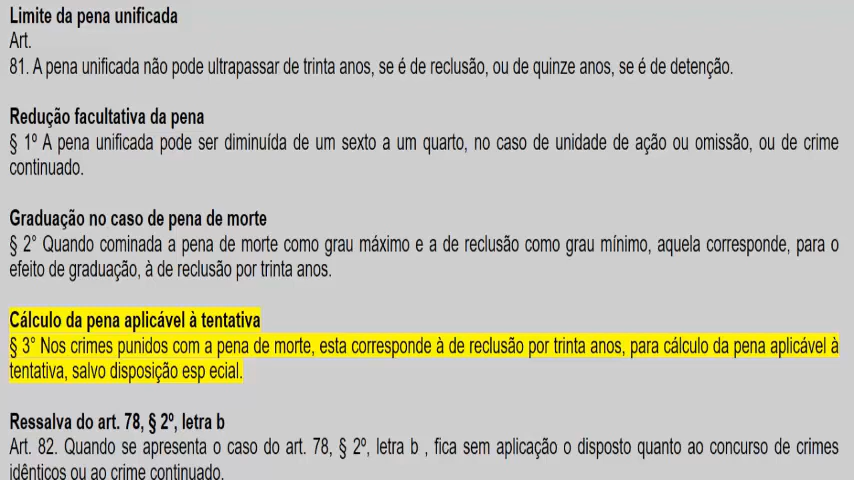 Limite da pena unificada
Art.
81. A pena unificada não pode ultrapassar de trinta anos, se é de reclusão, ou de quinze anos, se é de detenção.
Redução facultativa da pena
§ 1º A pena unificada pode ser diminuída de um sexto a um quarto, no caso de unidade de ação ou omissão, ou de crime
continuado.
Graduação no caso de pena de morte
§ 2° Quando cominada a pena de morte como grau máximo e a de reclusão como grau mínimo, aquela corresponde, para o
efeito de graduação, à de reclusão por trinta anos.
Cálculo da pena aplicável à tentativa
§ 3° Nos crimes punidos com a pena de morte, esta corresponde à de reclusão por trinta anos, para cálculo da pena aplicável à
tentativa, salvo disposição esp ecial.
Ressalva do art. 78, § 2º, letra b
Art. 82. Quando se apresenta o caso do art. 78, § 2º, letra b , fica sem aplicação o disposto quanto ao concurso de crimes
idênticos ou ao crime continuado.